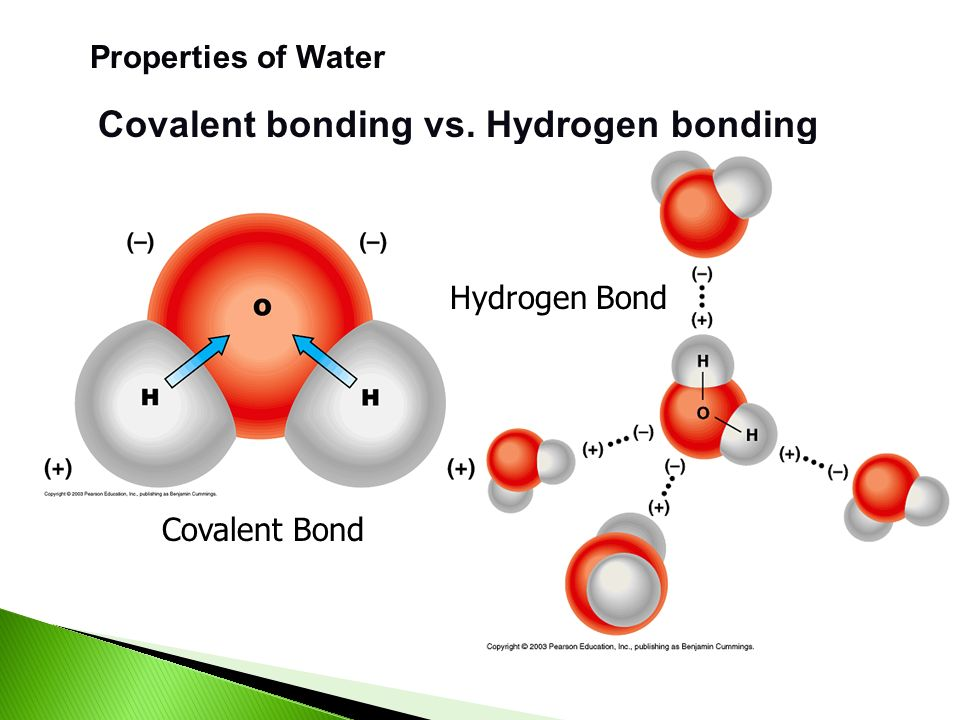 Properties of Water
Covalent bonding vs. Hydrogen bonding
(–) (–)
O
H H
(+) (+)
Copyright © 2003 Pearson Education, Inc., publishing as Benjamin Cummings.
Covalent Bond
Hydrogen Bond
(–)
(+)
H
O
H
(–)
(+)
(+)
(–)
(–)
(+)
Copyright © 2003 Pearson Education, Inc., publishing as Benjamin Cummings.